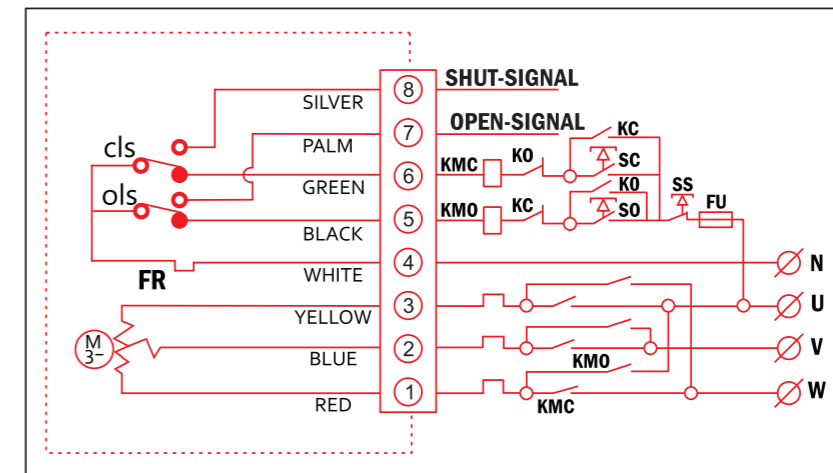 8 SHUT-SIGNAL
SILVER
7 OPEN-SIGNAL
PALM
KC
cls
6 KMC KO SC
GREEN
KO
ols
5 KMO KC SO SS FU
BLACK
4 N
WHITE
FR
3 U
YELLOW
M
3~
2 V
BLUE
KMO
1 W
RED
KMC